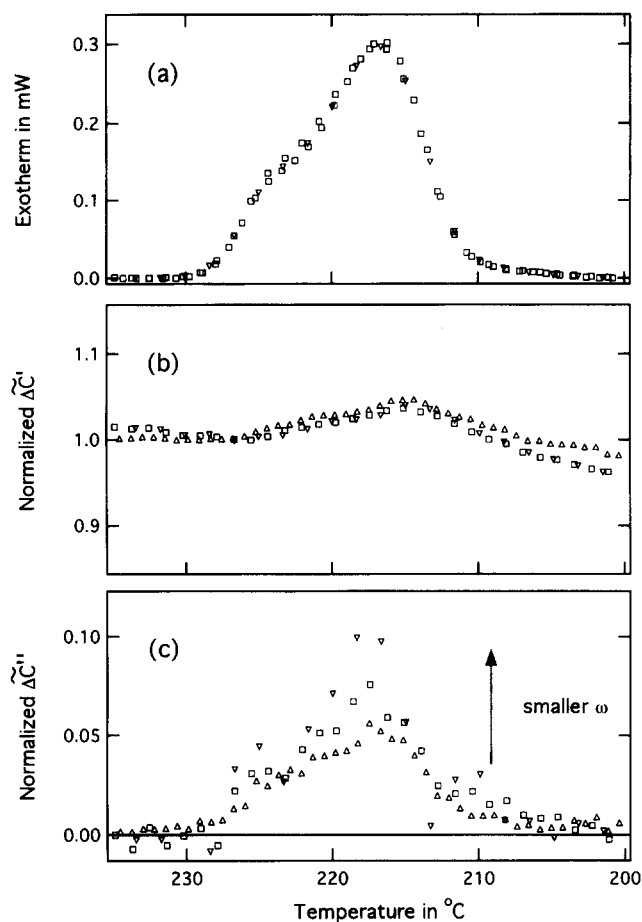 (a)
Exotherm in mW
0.3
0.2
0.1
0.0
(b)
Normalized ΔC̃'
1.1
1.0
0.9
(c)
Normalized ΔC̃"
0.10
0.05
0.00
smaller ω
230
220
210
200
Temperature in °C